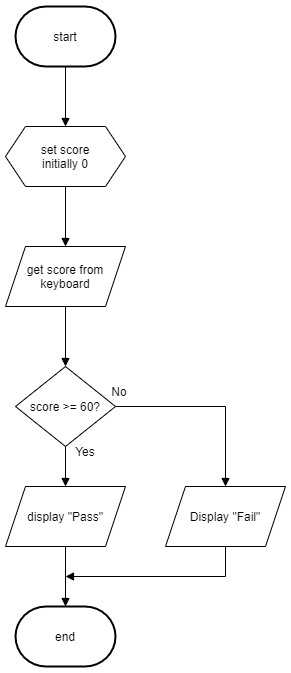 start
set score
initially 0
get score from
keyboard
score >= 60?
No
Yes
display "Pass"
Display "Fail"
end